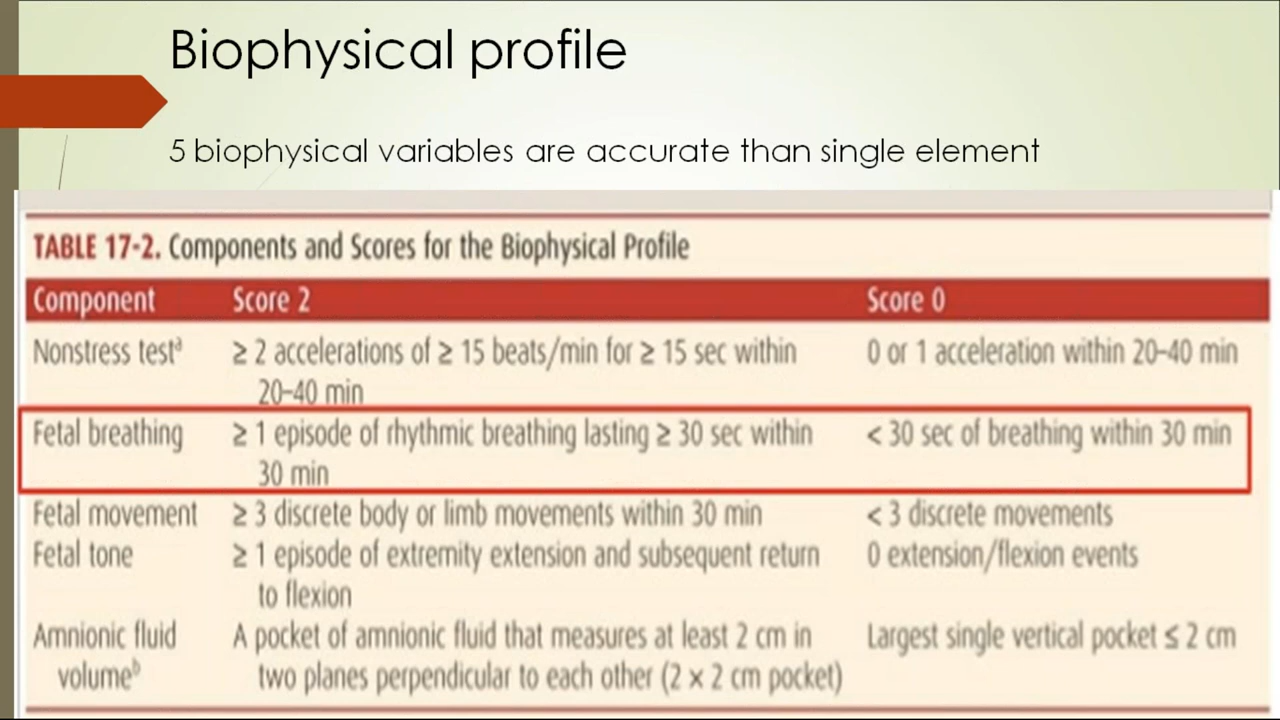 Biophysical profile
5 biophysical variables are accurate than single element
TABLE 17-2. Components and Scores for the Biophysical Profile
Component Score 2 Score 0
Nonstress testᵃ ≥ 2 accelerations of ≥ 15 beats/min for ≥ 15 sec within 0 or 1 acceleration within 20–40 min
20–40 min
Fetal breathing ≥ 1 episode of rhythmic breathing lasting ≥ 30 sec within < 30 sec of breathing within 30 min
30 min
Fetal movement ≥ 3 discrete body or limb movements within 30 min < 3 discrete movements
Fetal tone ≥ 1 episode of extremity extension and subsequent return 0 extension/flexion events
to flexion
Amnionic fluid A pocket of amnionic fluid that measures at least 2 cm in Largest single vertical pocket ≤ 2 cm
volumeᵇ two planes perpendicular to each other (2 × 2 cm pocket)